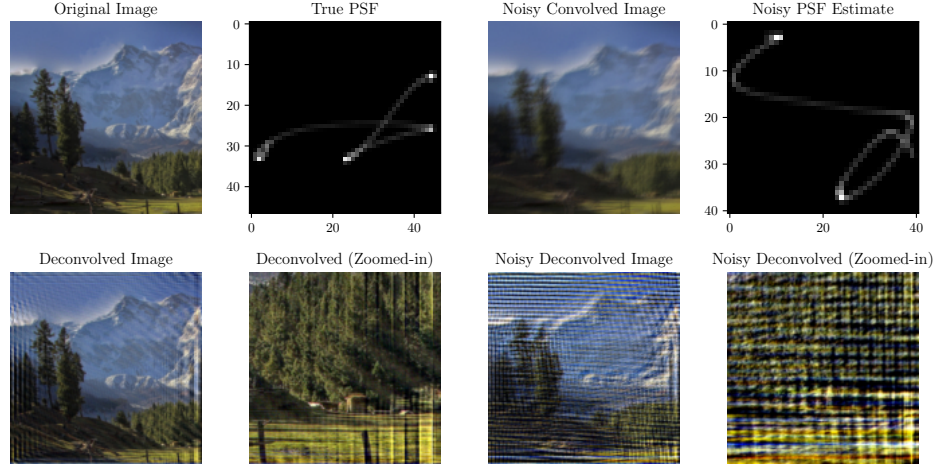 Original Image
True PSF
Noisy Convolved Image
Noisy PSF Estimate
0
10
20
30
40
0
20
40
0
10
20
30
40
0
20
40
Deconvolved Image
Deconvolved (Zoomed-in)
Noisy Deconvolved Image
Noisy Deconvolved (Zoomed-in)